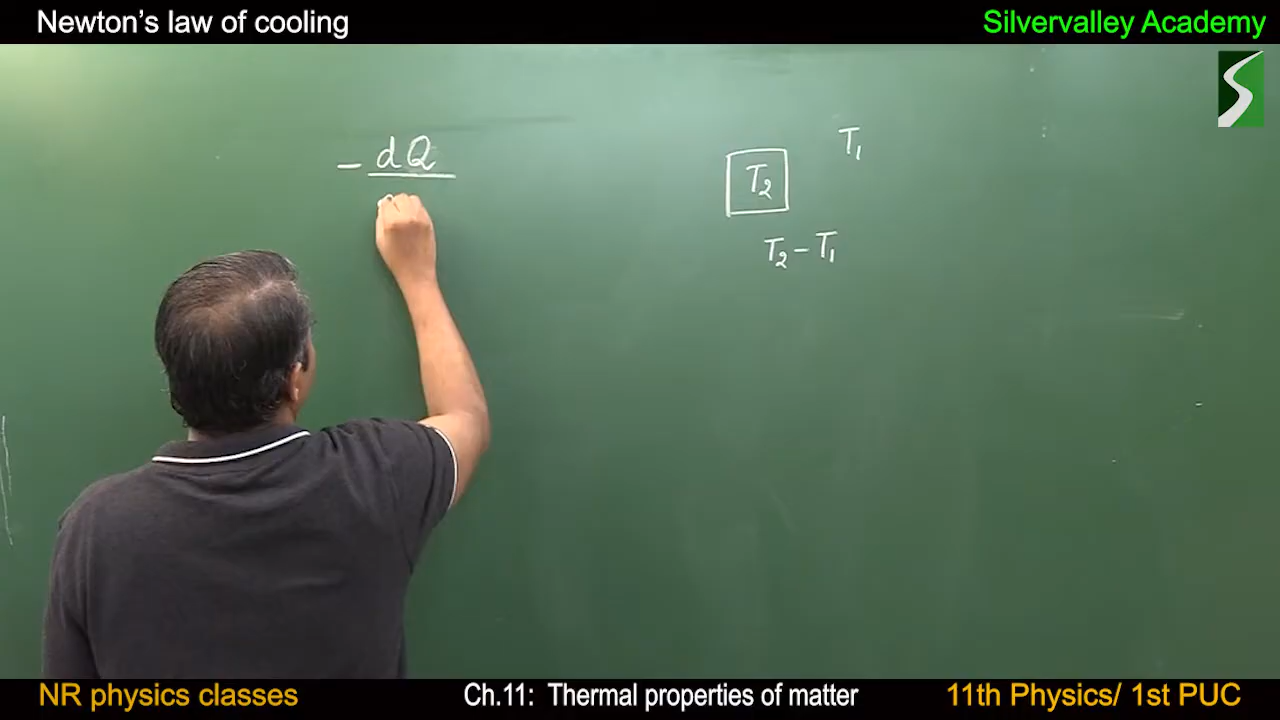 Newton's law of cooling
Silvervalley Academy
S
- dQ
T₁
T₂
T₂ - T₁
NR physics classes
Ch.11: Thermal properties of matter
11th Physics/ 1st PUC